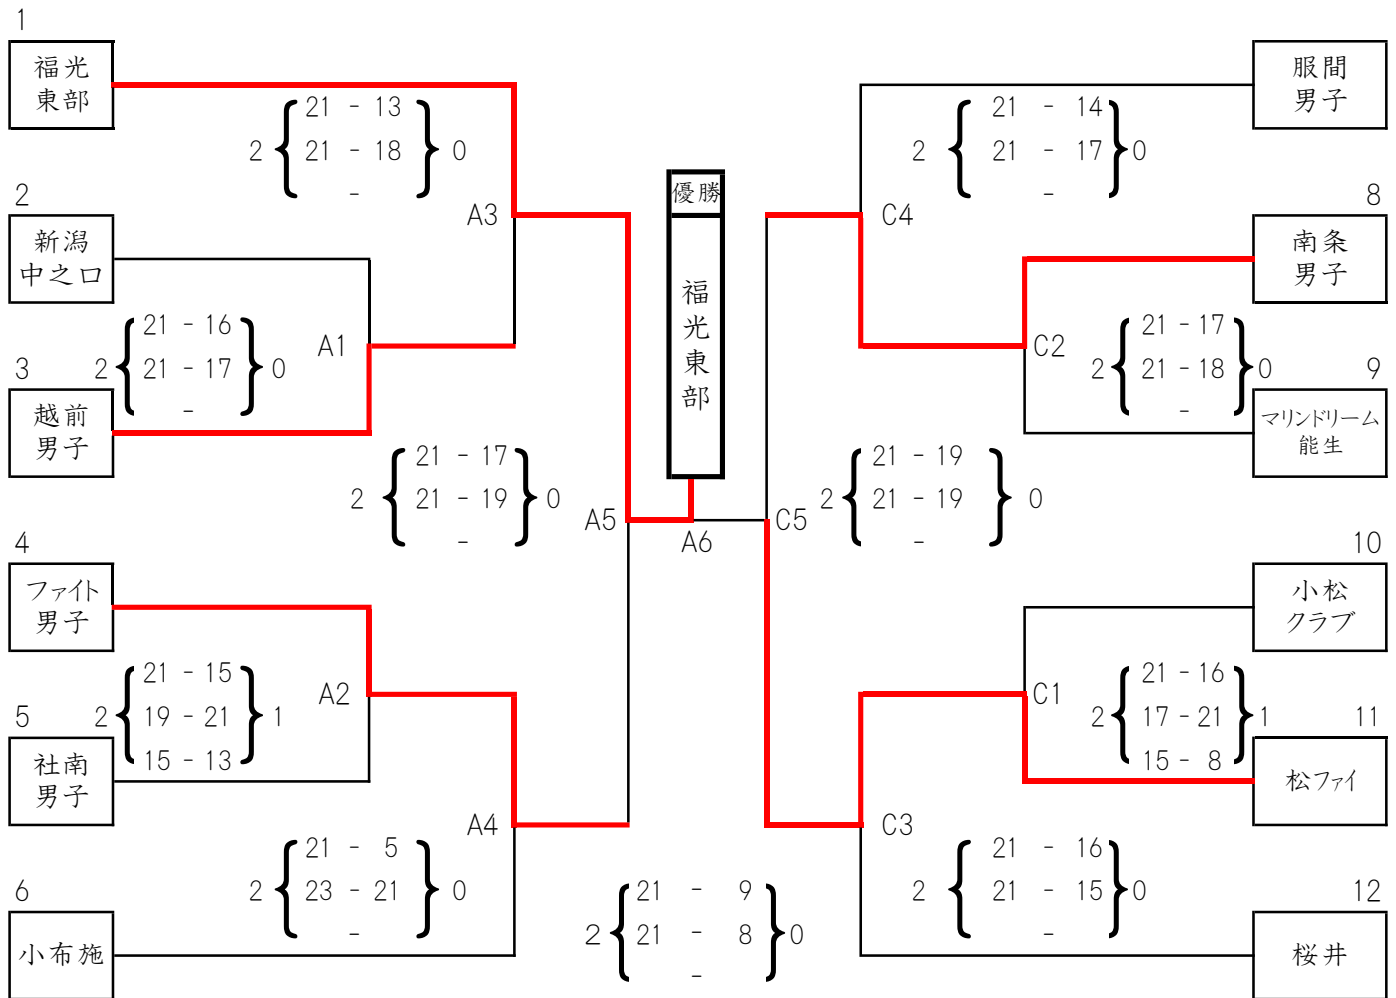 1
福光
東部
21 - 13
2 { 21 - 18 } 0
-
A3
2
新潟
中之口
21 - 16
2 { 21 - 17 } 0
-
A1
3
越前
男子
21 - 17
2 { 21 - 19 } 0
-
A5
4
ファイト
男子
21 - 15
2 { 19 - 21 } 1
15 - 13
A2
5
社南
男子
21 - 5
2 { 23 - 21 } 0
-
A4
6
小布施
優勝
福光東部
A6
21 - 9
2 { 21 - 8 } 0
-
服間
男子
21 - 14
2 { 21 - 17 } 0
-
C4
8
南条
男子
21 - 17
2 { 21 - 18 } 0
-
C2
9
マリンドリーム
能生
21 - 19
2 { 21 - 19 } 0
-
C5
10
小松
クラブ
21 - 16
2 { 17 - 21 } 1
15 - 8
C1
11
松ファイ
21 - 16
2 { 21 - 15 } 0
-
C3
12
桜井